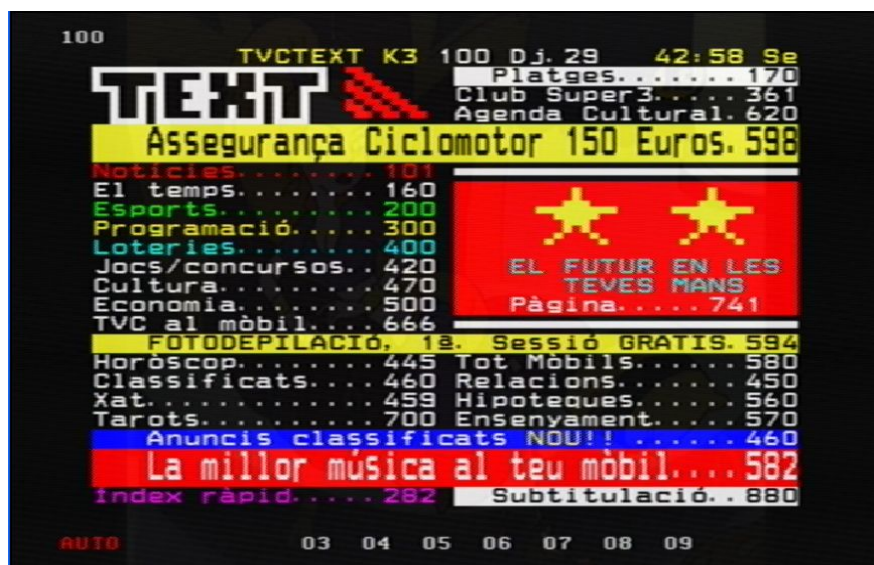 100
TVCTEXT K3 100 Dj.29 42:58 Se
TEXT
Platges....... 170
Club Super3..... 361
Agenda Cultural. 620
Assegurança Ciclomotor 150 Euros. 598
Notícies........ 101
El temps........ 160
Esports......... 200
Programació..... 300
Loteries........ 400
Jocs/concursos.. 420
Cultura......... 470
Economia........ 500
TVC al mòbil.... 666
EL FUTUR EN LES
TEVES MANS
Pàgina..... 741
FOTODEPILACIÓ, 1ª. Sessió GRATIS. 594
Horòscop........ 445 Tot Mòbils...... 580
Classificats.... 460 Relacions....... 450
Xat............. 459 Hipoteques...... 560
Tarots.......... 700 Ensenyament..... 570
Anuncis classificats NOU!! ...... 460
La millor música al teu mòbil.... 582
Índex ràpid..... 282 Subtitulació.. 880
AUTO 03 04 05 06 07 08 09